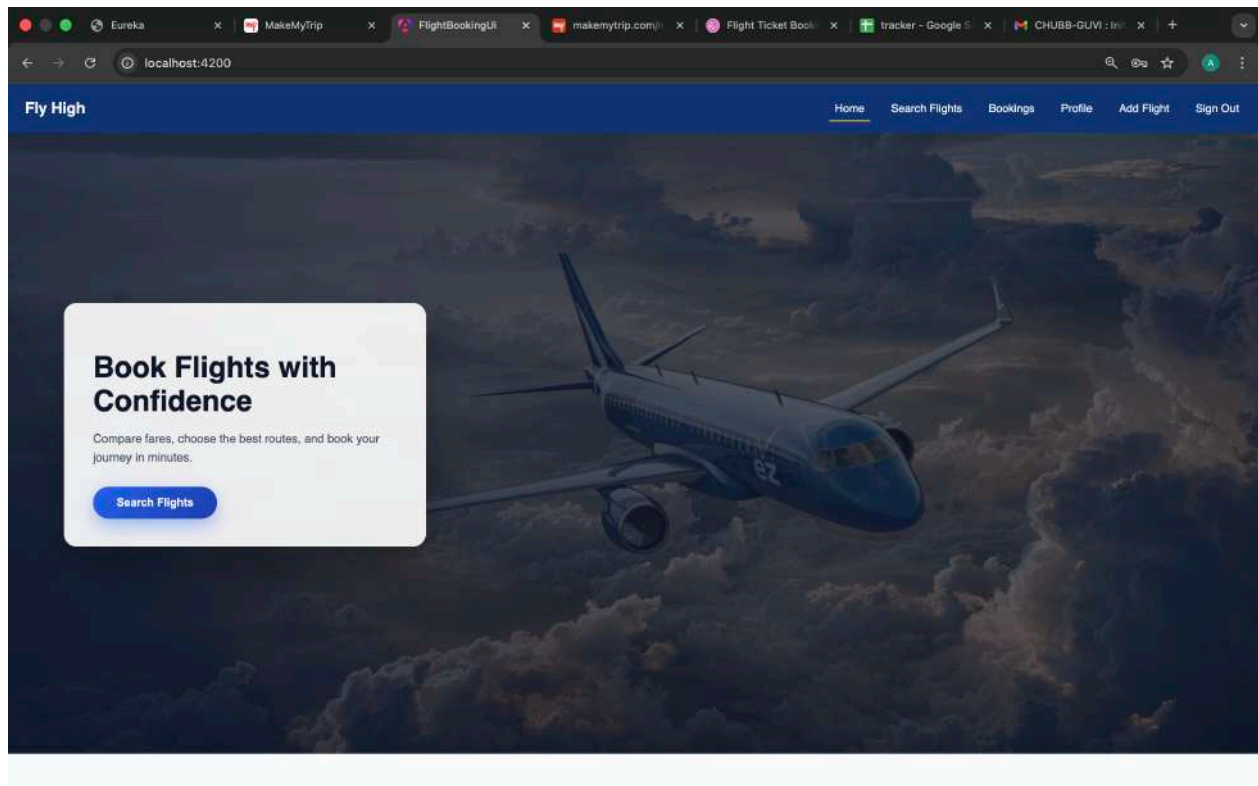 Eureka
MakeMyTrip
FlightBookingUi
makemytrip.com/
Flight Ticket Book
tracker - Google S
CHUBB-GUVI : Ini
localhost:4200
A
Fly High
Home
Search Flights
Bookings
Profile
Add Flight
Sign Out
ez
Book Flights with
Confidence
Compare fares, choose the best routes, and book your
journey in minutes.
Search Flights